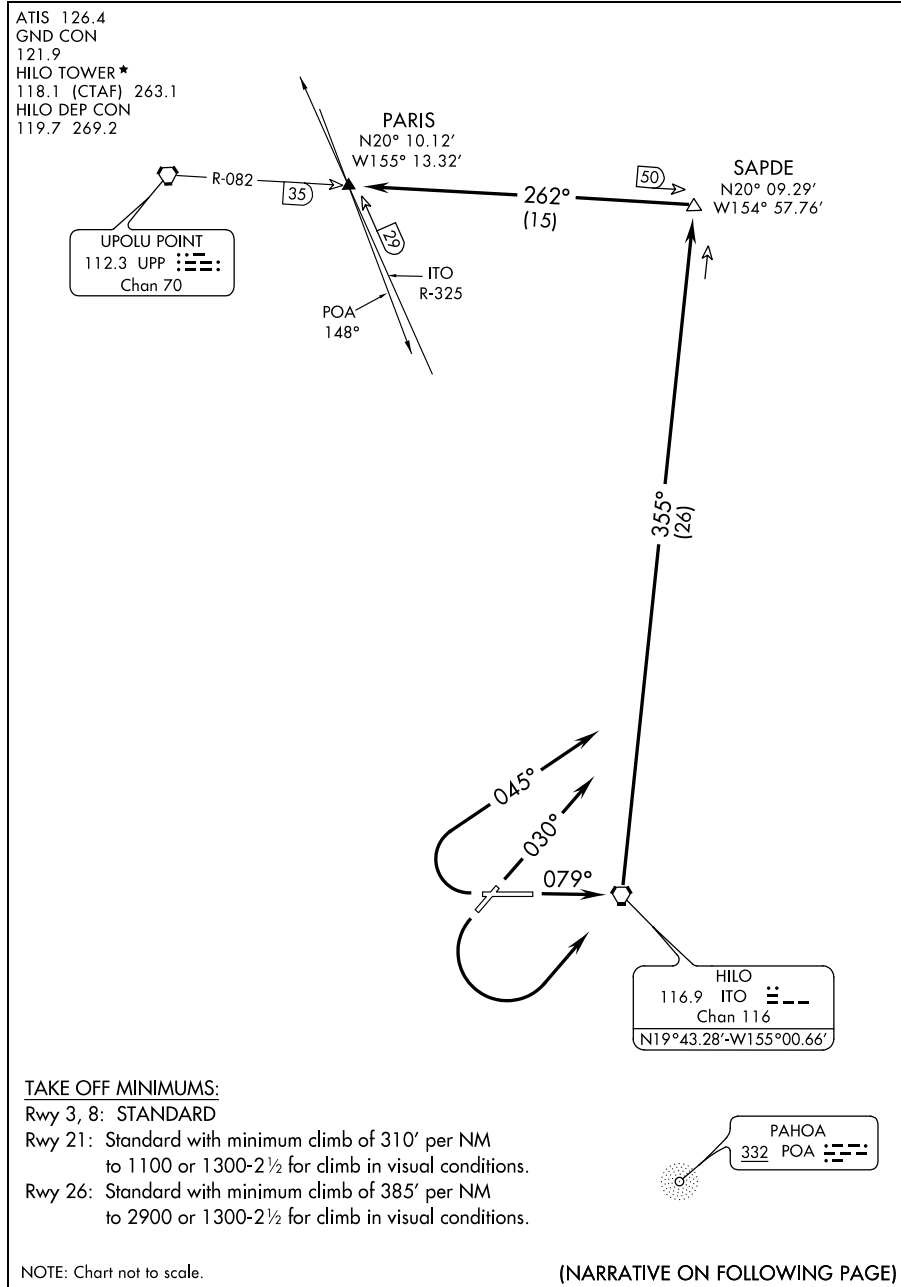 ATIS 126.4
GND CON
121.9
HILO TOWER★
118.1 (CTAF) 263.1
HILO DEP CON
119.7 269.2
PARIS
N20° 10.12'
W155° 13.32'
SAPDE
N20° 09.29'
W154° 57.76'
R-082
35
50
262°
(15)
29
UPOLU POINT
112.3 UPP
Chan 70
ITO
R-325
POA
148°
355°
(26)
045°
030°
079°
HILO
116.9 ITO
Chan 116
N19°43.28'-W155°00.66'
TAKE OFF MINIMUMS:
Rwy 3, 8: STANDARD
Rwy 21: Standard with minimum climb of 310' per NM
to 1100 or 1300-2½ for climb in visual conditions.
Rwy 26: Standard with minimum climb of 385' per NM
to 2900 or 1300-2½ for climb in visual conditions.
PAHOA
332 POA
NOTE: Chart not to scale.
(NARRATIVE ON FOLLOWING PAGE)